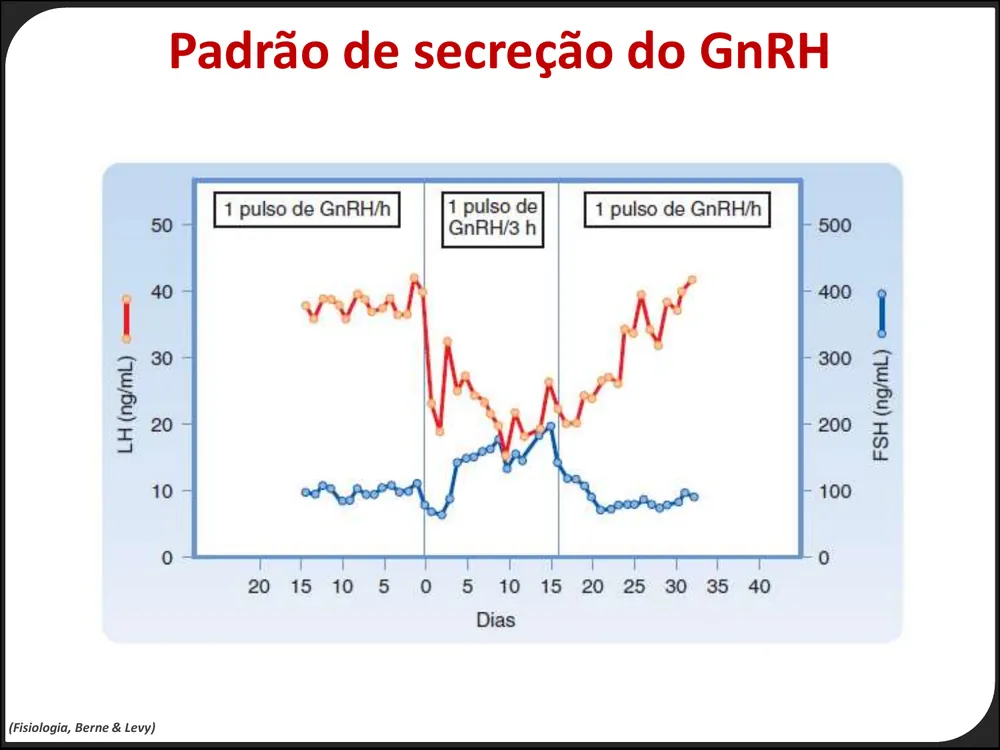 Padrão de secreção do GnRH
1 pulso de GnRH/h
1 pulso de
GnRH/3 h
1 pulso de GnRH/h
50
40
30
20
10
0
LH (ng/mL)
500
400
300
200
100
0
FSH (ng/mL)
20 15 10 5 0 5 10 15 20 25 30 35 40
Dias
(Fisiologia, Berne & Levy)